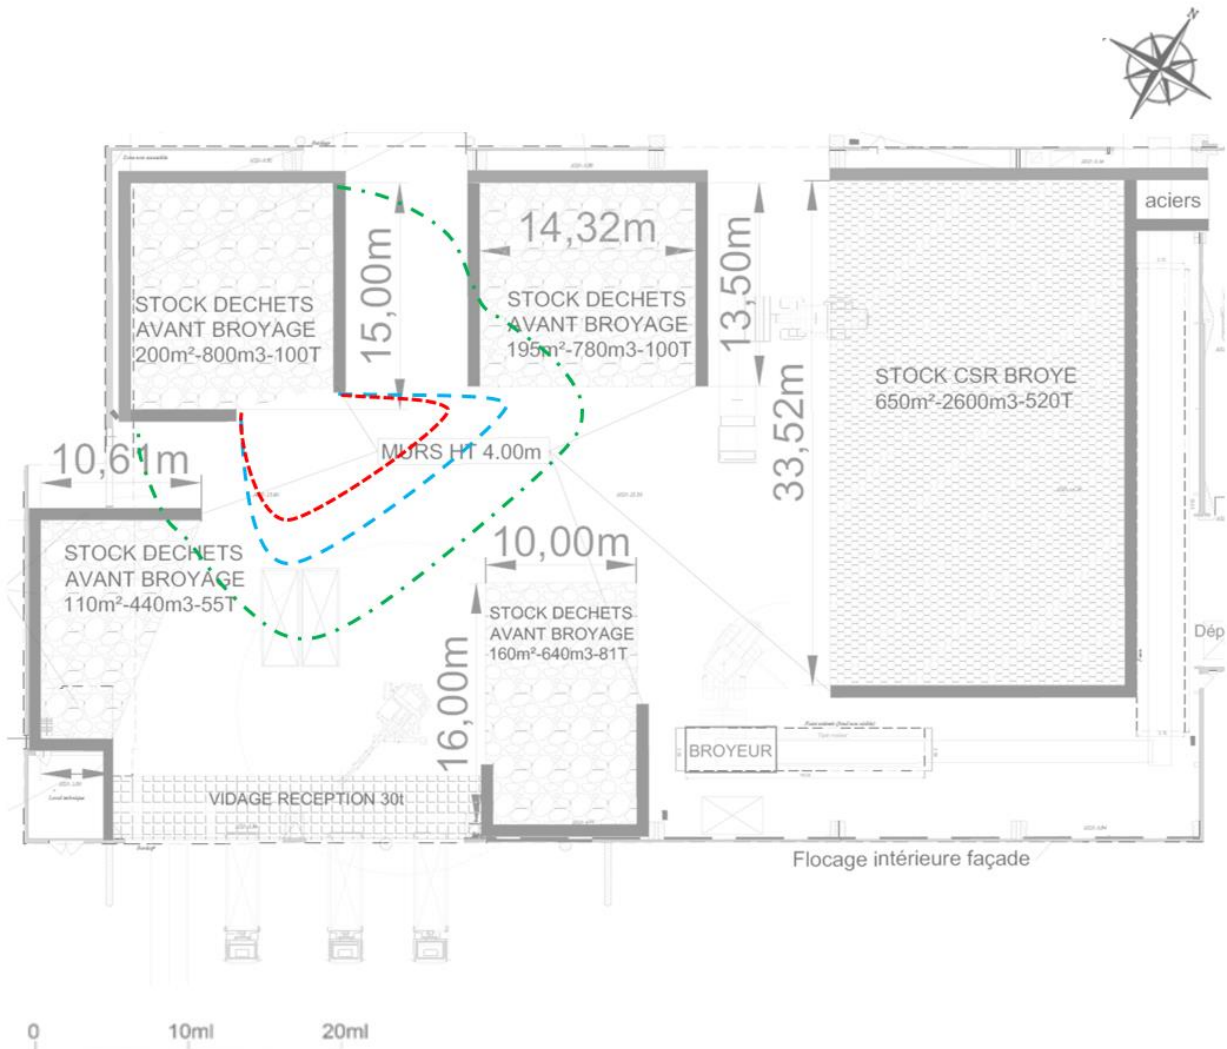 N
aciers
14,32m
15,00m
13,50m
STOCK DECHETS
AVANT BROYAGE
200m²-800m3-100T
STOCK DECHETS
AVANT BROYAGE
195m²-780m3-100T
STOCK CSR BROYE
650m²-2600m3-520T
33,52m
MURS HT 4.00m
10,61m
10,00m
STOCK DECHETS
AVANT BROYAGE
110m²-440m3-55T
STOCK DECHETS
AVANT BROYAGE
160m²-640m3-81T
16,00m
Dép
BROYEUR
VIDAGE RECEPTION 30t
Flocage intérieure façade
0 10ml 20ml